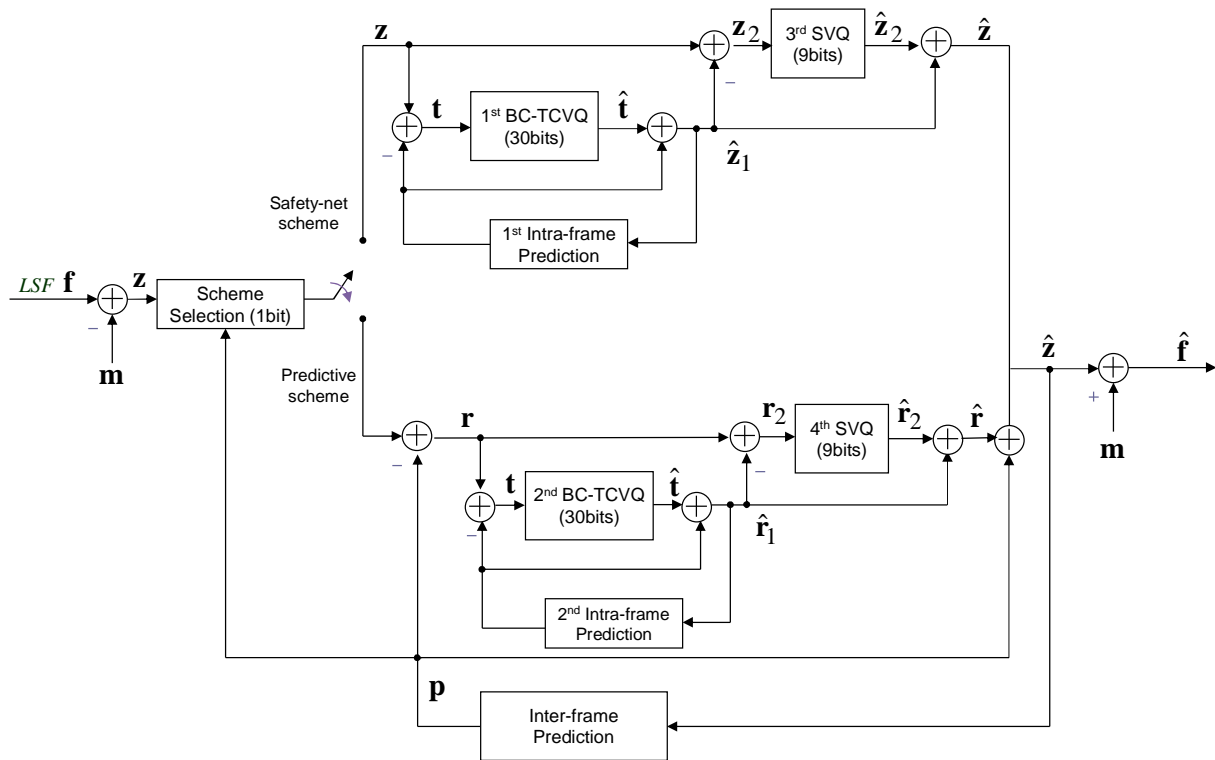 z
z₂
3rd SVQ
(9bits)
ẑ₂
ẑ
−
t
1st BC-TCVQ
(30bits)
t̂
−
ẑ₁
Safety-net
scheme
1st Intra-frame
Prediction
LSF f
z
Scheme
Selection (1bit)
−
m
Predictive
scheme
ẑ
f̂
+
m
r
r₂
4th SVQ
(9bits)
r̂₂
r̂
−
−
t
2nd BC-TCVQ
(30bits)
t̂
−
r̂₁
2nd Intra-frame
Prediction
p
Inter-frame
Prediction